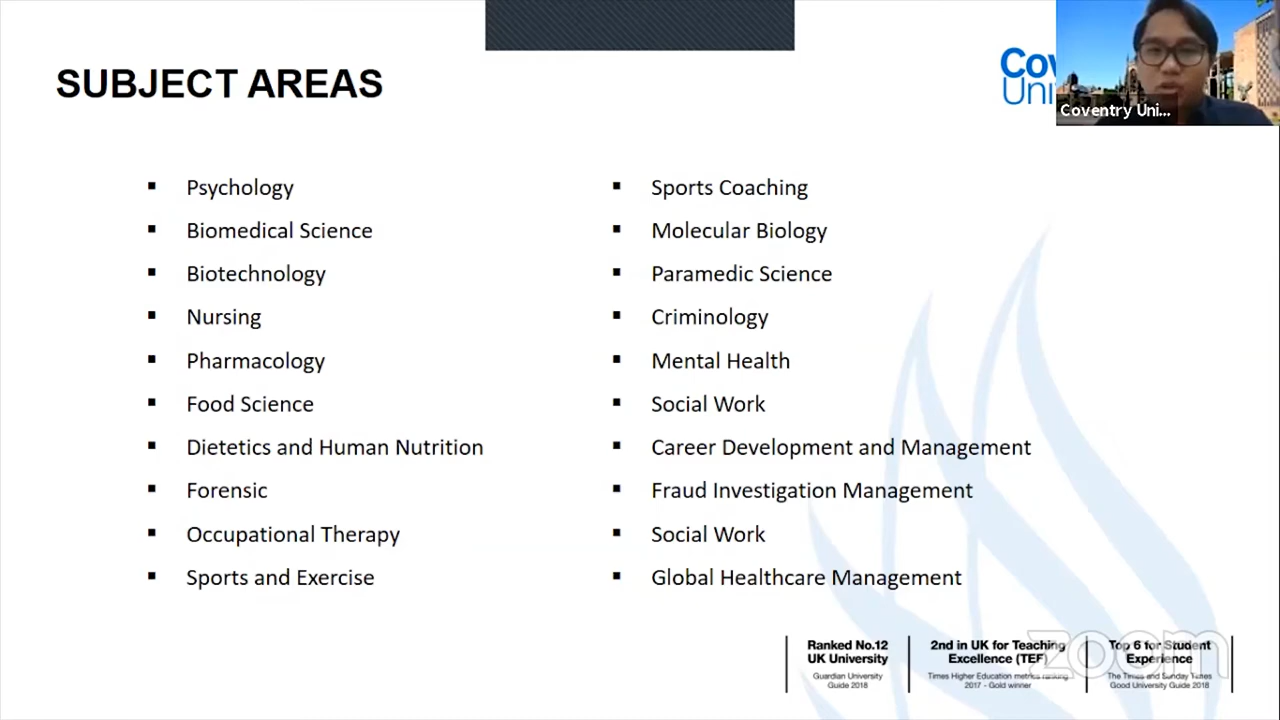 SUBJECT AREAS
Cov
Uni
Coventry Uni...
Psychology
Biomedical Science
Biotechnology
Nursing
Pharmacology
Food Science
Dietetics and Human Nutrition
Forensic
Occupational Therapy
Sports and Exercise
Sports Coaching
Molecular Biology
Paramedic Science
Criminology
Mental Health
Social Work
Career Development and Management
Fraud Investigation Management
Social Work
Global Healthcare Management
Ranked No.12
UK University
Guardian University
Guide 2018
2nd in UK for Teaching
Excellence (TEF)
Times Higher Education metrics ranking
2017 - Gold winner
Top 6 for Student
Experience
The Times and Sunday Times
Good University Guide 2018
zoom